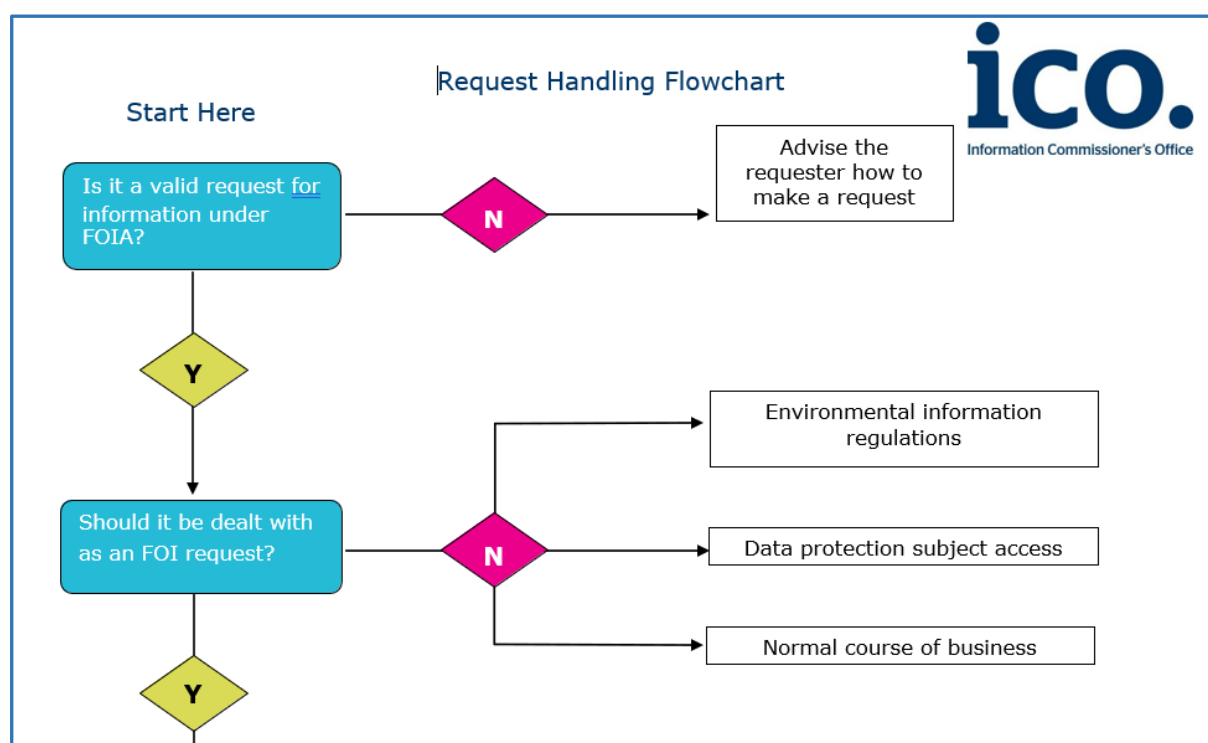 Request Handling Flowchart
ico.
Information Commissioner's Office
Start Here
Is it a valid request for
information under
FOIA?
N
Advise the
requester how to
make a request
Y
Should it be dealt with
as an FOI request?
N
Environmental information
regulations
Data protection subject access
Normal course of business
Y